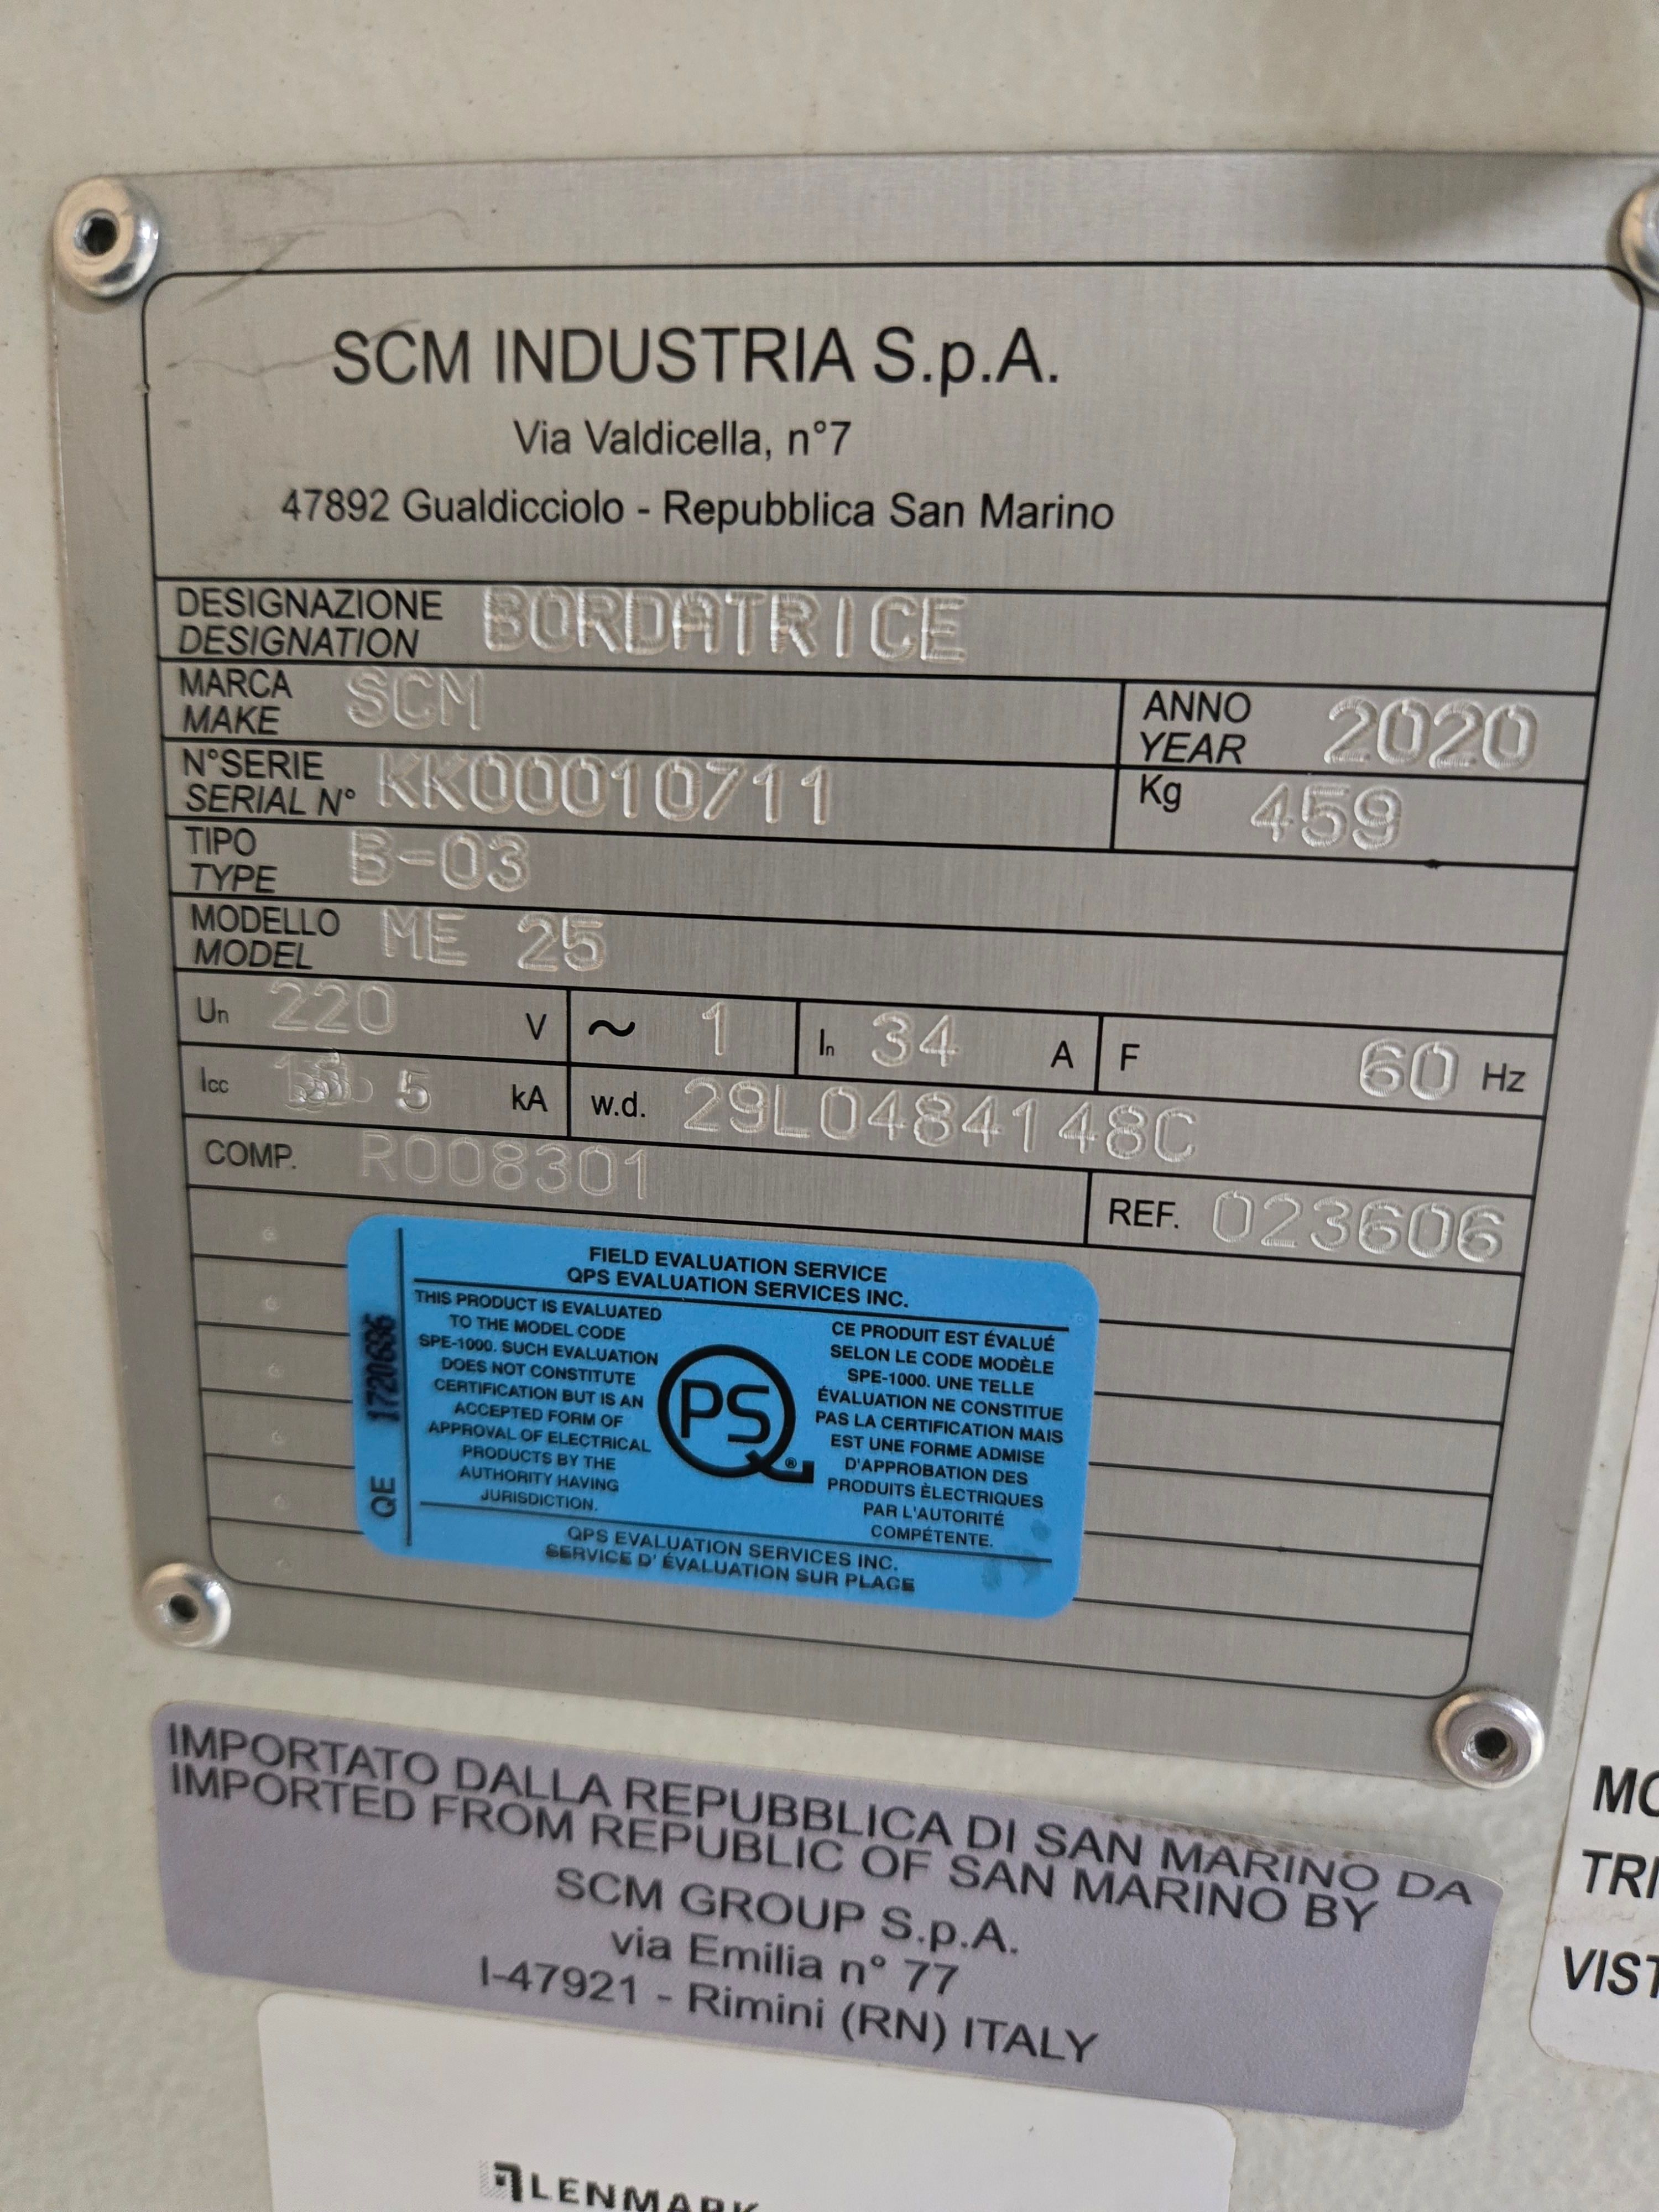 SCM INDUSTRIA S.p.A.
Via Valdicella, n°7
47892 Gualdicciolo - Repubblica San Marino
DESIGNAZIONE
DESIGNATION
BORDATRICE
MARCA
MAKE
SCM
ANNO
YEAR
2020
N°SERIE
SERIAL N°
KK00010711
Kg 459
TIPO
TYPE
B-03
MODELLO
MODEL
ME 25
Un 220 V ~ 1 In 34 A F 60 Hz
Icc 5 kA w.d. 29L0484148C
COMP. R008301 REF. 023606
FIELD EVALUATION SERVICE
QPS EVALUATION SERVICES INC.
THIS PRODUCT IS EVALUATED
TO THE MODEL CODE
SPE-1000. SUCH EVALUATION
DOES NOT CONSTITUTE
CERTIFICATION BUT IS AN
ACCEPTED FORM OF
APPROVAL OF ELECTRICAL
PRODUCTS BY THE
AUTHORITY HAVING
JURISDICTION.
PS
®
CE PRODUIT EST ÉVALUÉ
SELON LE CODE MODÈLE
SPE-1000. UNE TELLE
ÉVALUATION NE CONSTITUE
PAS LA CERTIFICATION MAIS
EST UNE FORME ADMISE
D'APPROBATION DES
PRODUITS ÈLECTRIQUES
PAR L'AUTORITÉ
COMPÉTENTE.
QPS EVALUATION SERVICES INC.
SERVICE D' ÉVALUATION SUR PLACE
QE
IMPORTATO DALLA REPUBBLICA DI SAN MARINO DA
IMPORTED FROM REPUBLIC OF SAN MARINO BY
SCM GROUP S.p.A.
via Emilia n° 77
I-47921 - Rimini (RN) ITALY
MO
TRI
VIST
LENMARK